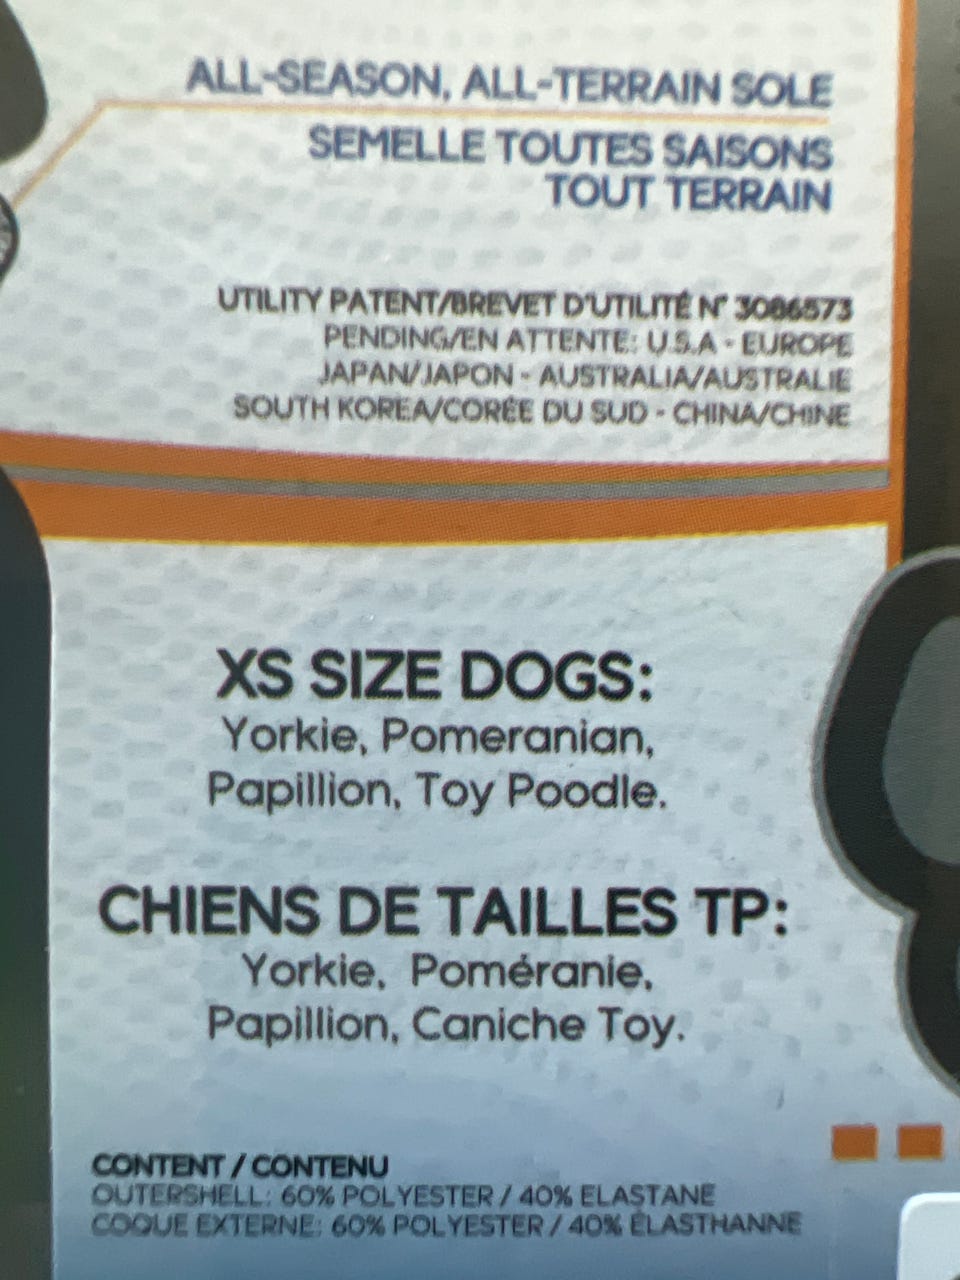 ALL-SEASON, ALL-TERRAIN SOLE
SEMELLE TOUTES SAISONS
TOUT TERRAIN
UTILITY PATENT/BREVET D'UTILITÉ N° 3086573
PENDING/EN ATTENTE: U.S.A - EUROPE
JAPAN/JAPON - AUSTRALIA/AUSTRALIE
SOUTH KOREA/CORÉE DU SUD - CHINA/CHINE
XS SIZE DOGS:
Yorkie, Pomeranian,
Papillion, Toy Poodle.
CHIENS DE TAILLES TP:
Yorkie, Poméranie,
Papillion, Caniche Toy.
CONTENT / CONTENU
OUTERSHELL: 60% POLYESTER / 40% ELASTANE
COQUE EXTERNE: 60% POLYESTER / 40% ÉLASTHANNE